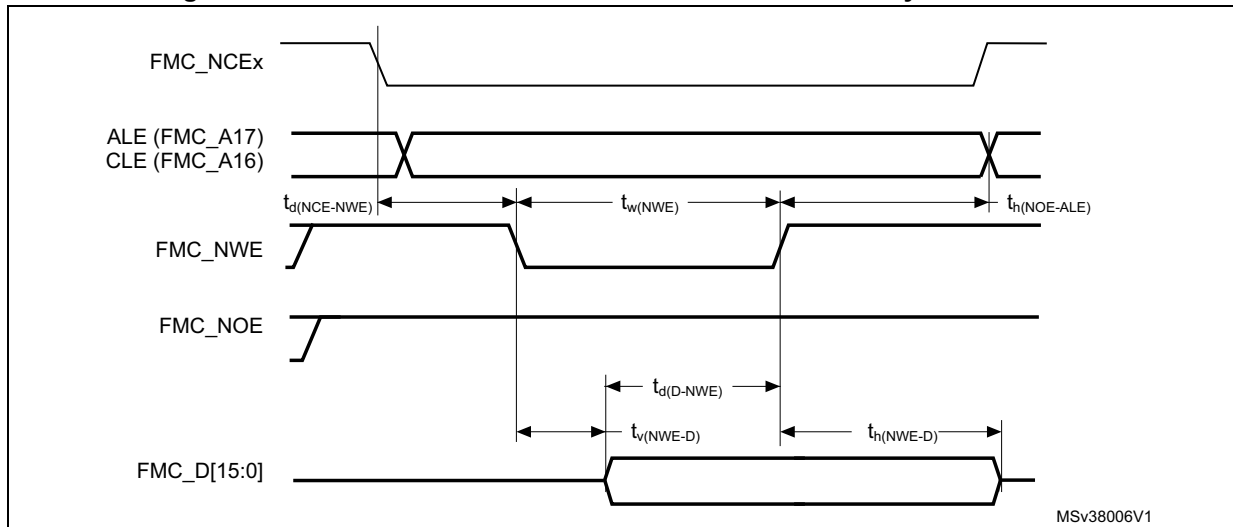 FMC_NCEx
ALE (FMC_A17)
CLE (FMC_A16)
td(NCE-NWE)
tw(NWE)
th(NOE-ALE)
FMC_NWE
FMC_NOE
td(D-NWE)
tv(NWE-D)
th(NWE-D)
FMC_D[15:0]
MSv38006V1